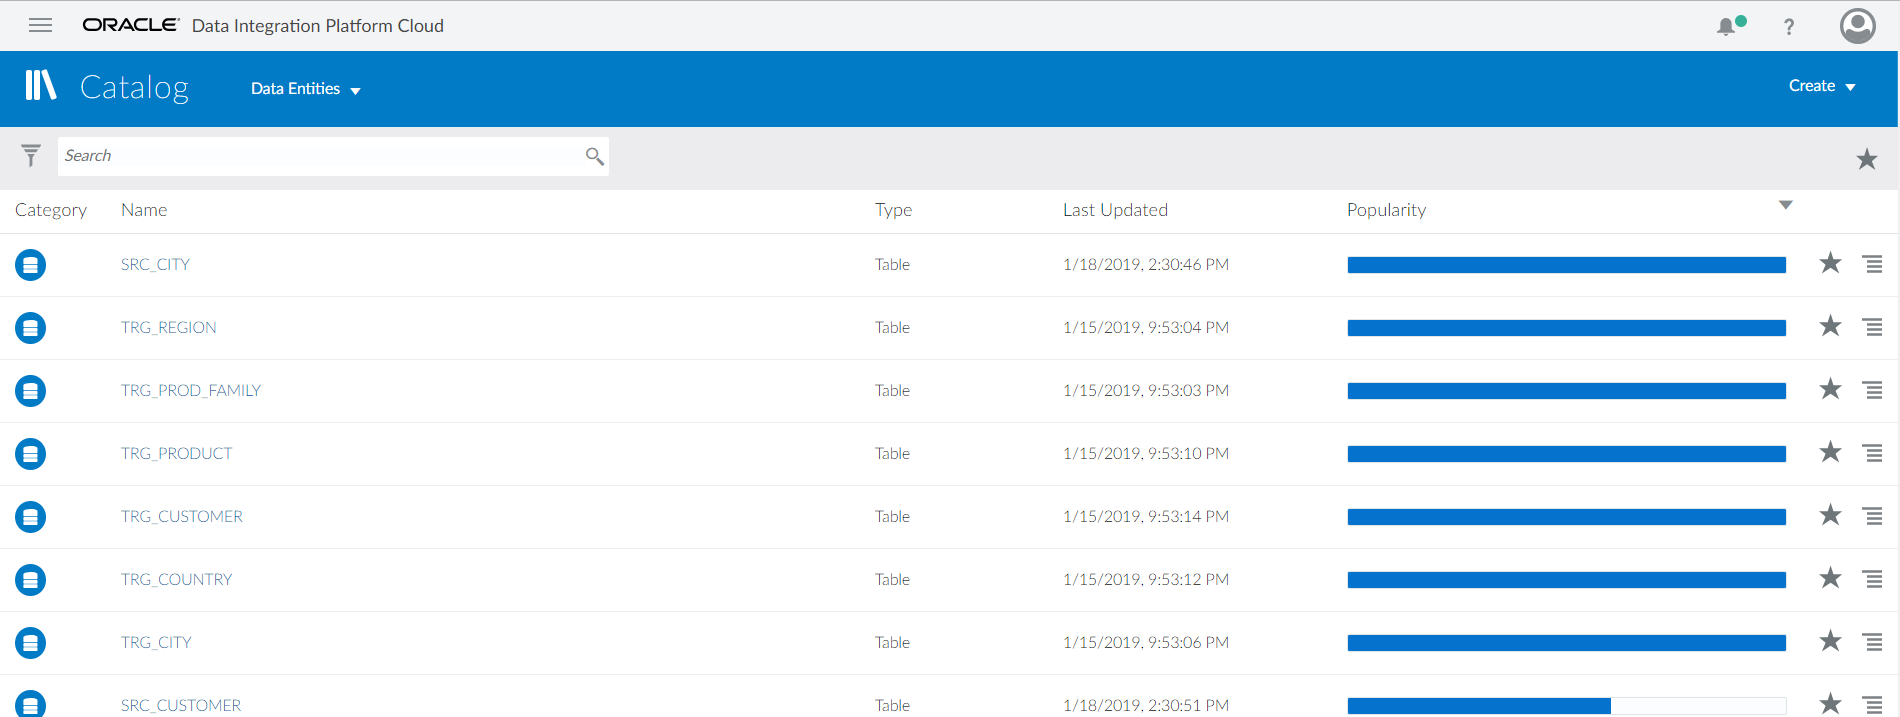 ORACLE Data Integration Platform Cloud ?
Catalog Data Entities Create
Search
Category Name Type Last Updated Popularity
SRC_CITY Table 1/18/2019, 2:30:46 PM
TRG_REGION Table 1/15/2019, 9:53:04 PM
TRG_PROD_FAMILY Table 1/15/2019, 9:53:03 PM
TRG_PRODUCT Table 1/15/2019, 9:53:10 PM
TRG_CUSTOMER Table 1/15/2019, 9:53:14 PM
TRG_COUNTRY Table 1/15/2019, 9:53:12 PM
TRG_CITY Table 1/15/2019, 9:53:06 PM
SRC_CUSTOMER Table 1/18/2019, 2:30:51 PM